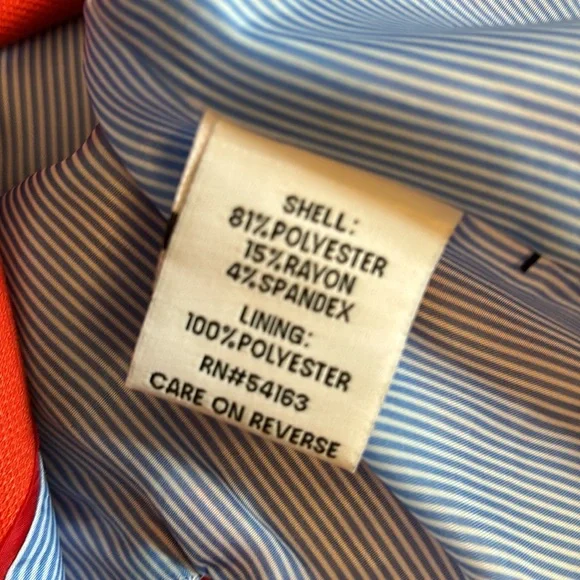 SHELL:
81%POLYESTER
15%RAYON
4%SPANDEX
LINING:
100%POLYESTER
RN#54163
CARE ON REVERSE